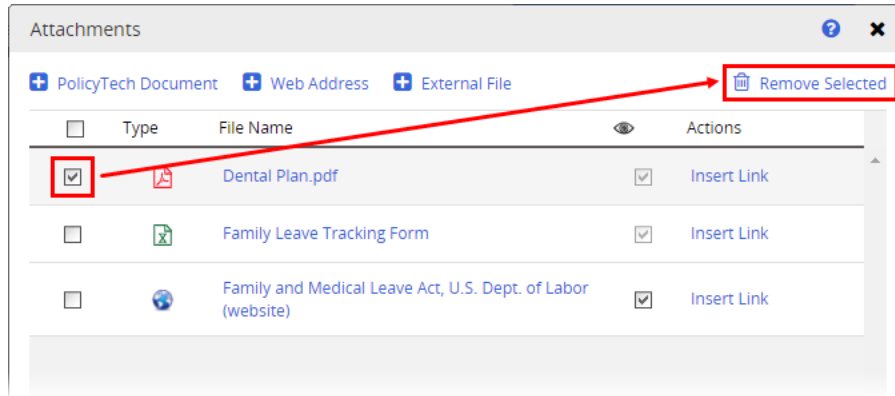 Attachments
PolicyTech Document Web Address External File Remove Selected
Type File Name Actions
Dental Plan.pdf Insert Link
Family Leave Tracking Form Insert Link
Family and Medical Leave Act, U.S. Dept. of Labor
(website) Insert Link